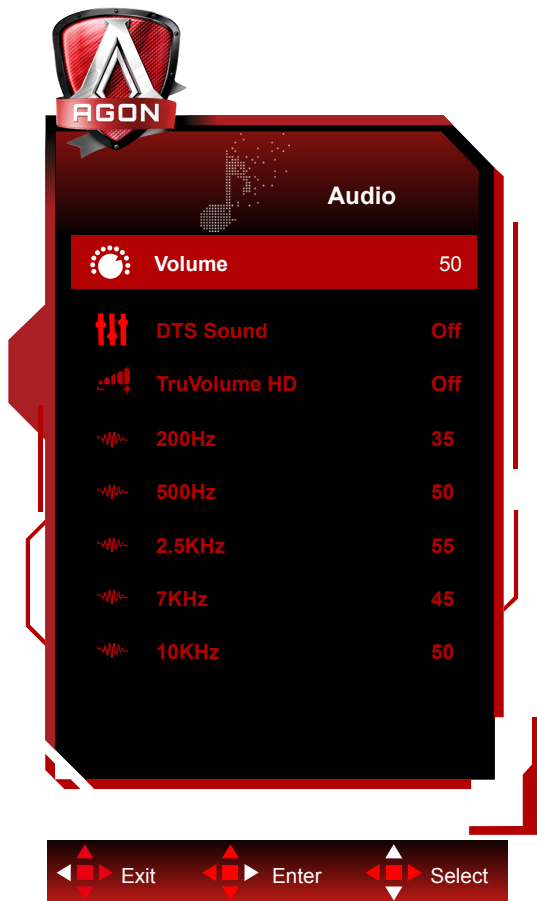 AGON
Audio
Volume 50
DTS Sound Off
TruVolume HD Off
200Hz 35
500Hz 50
2.5KHz 55
7KHz 45
10KHz 50
Exit Enter Select